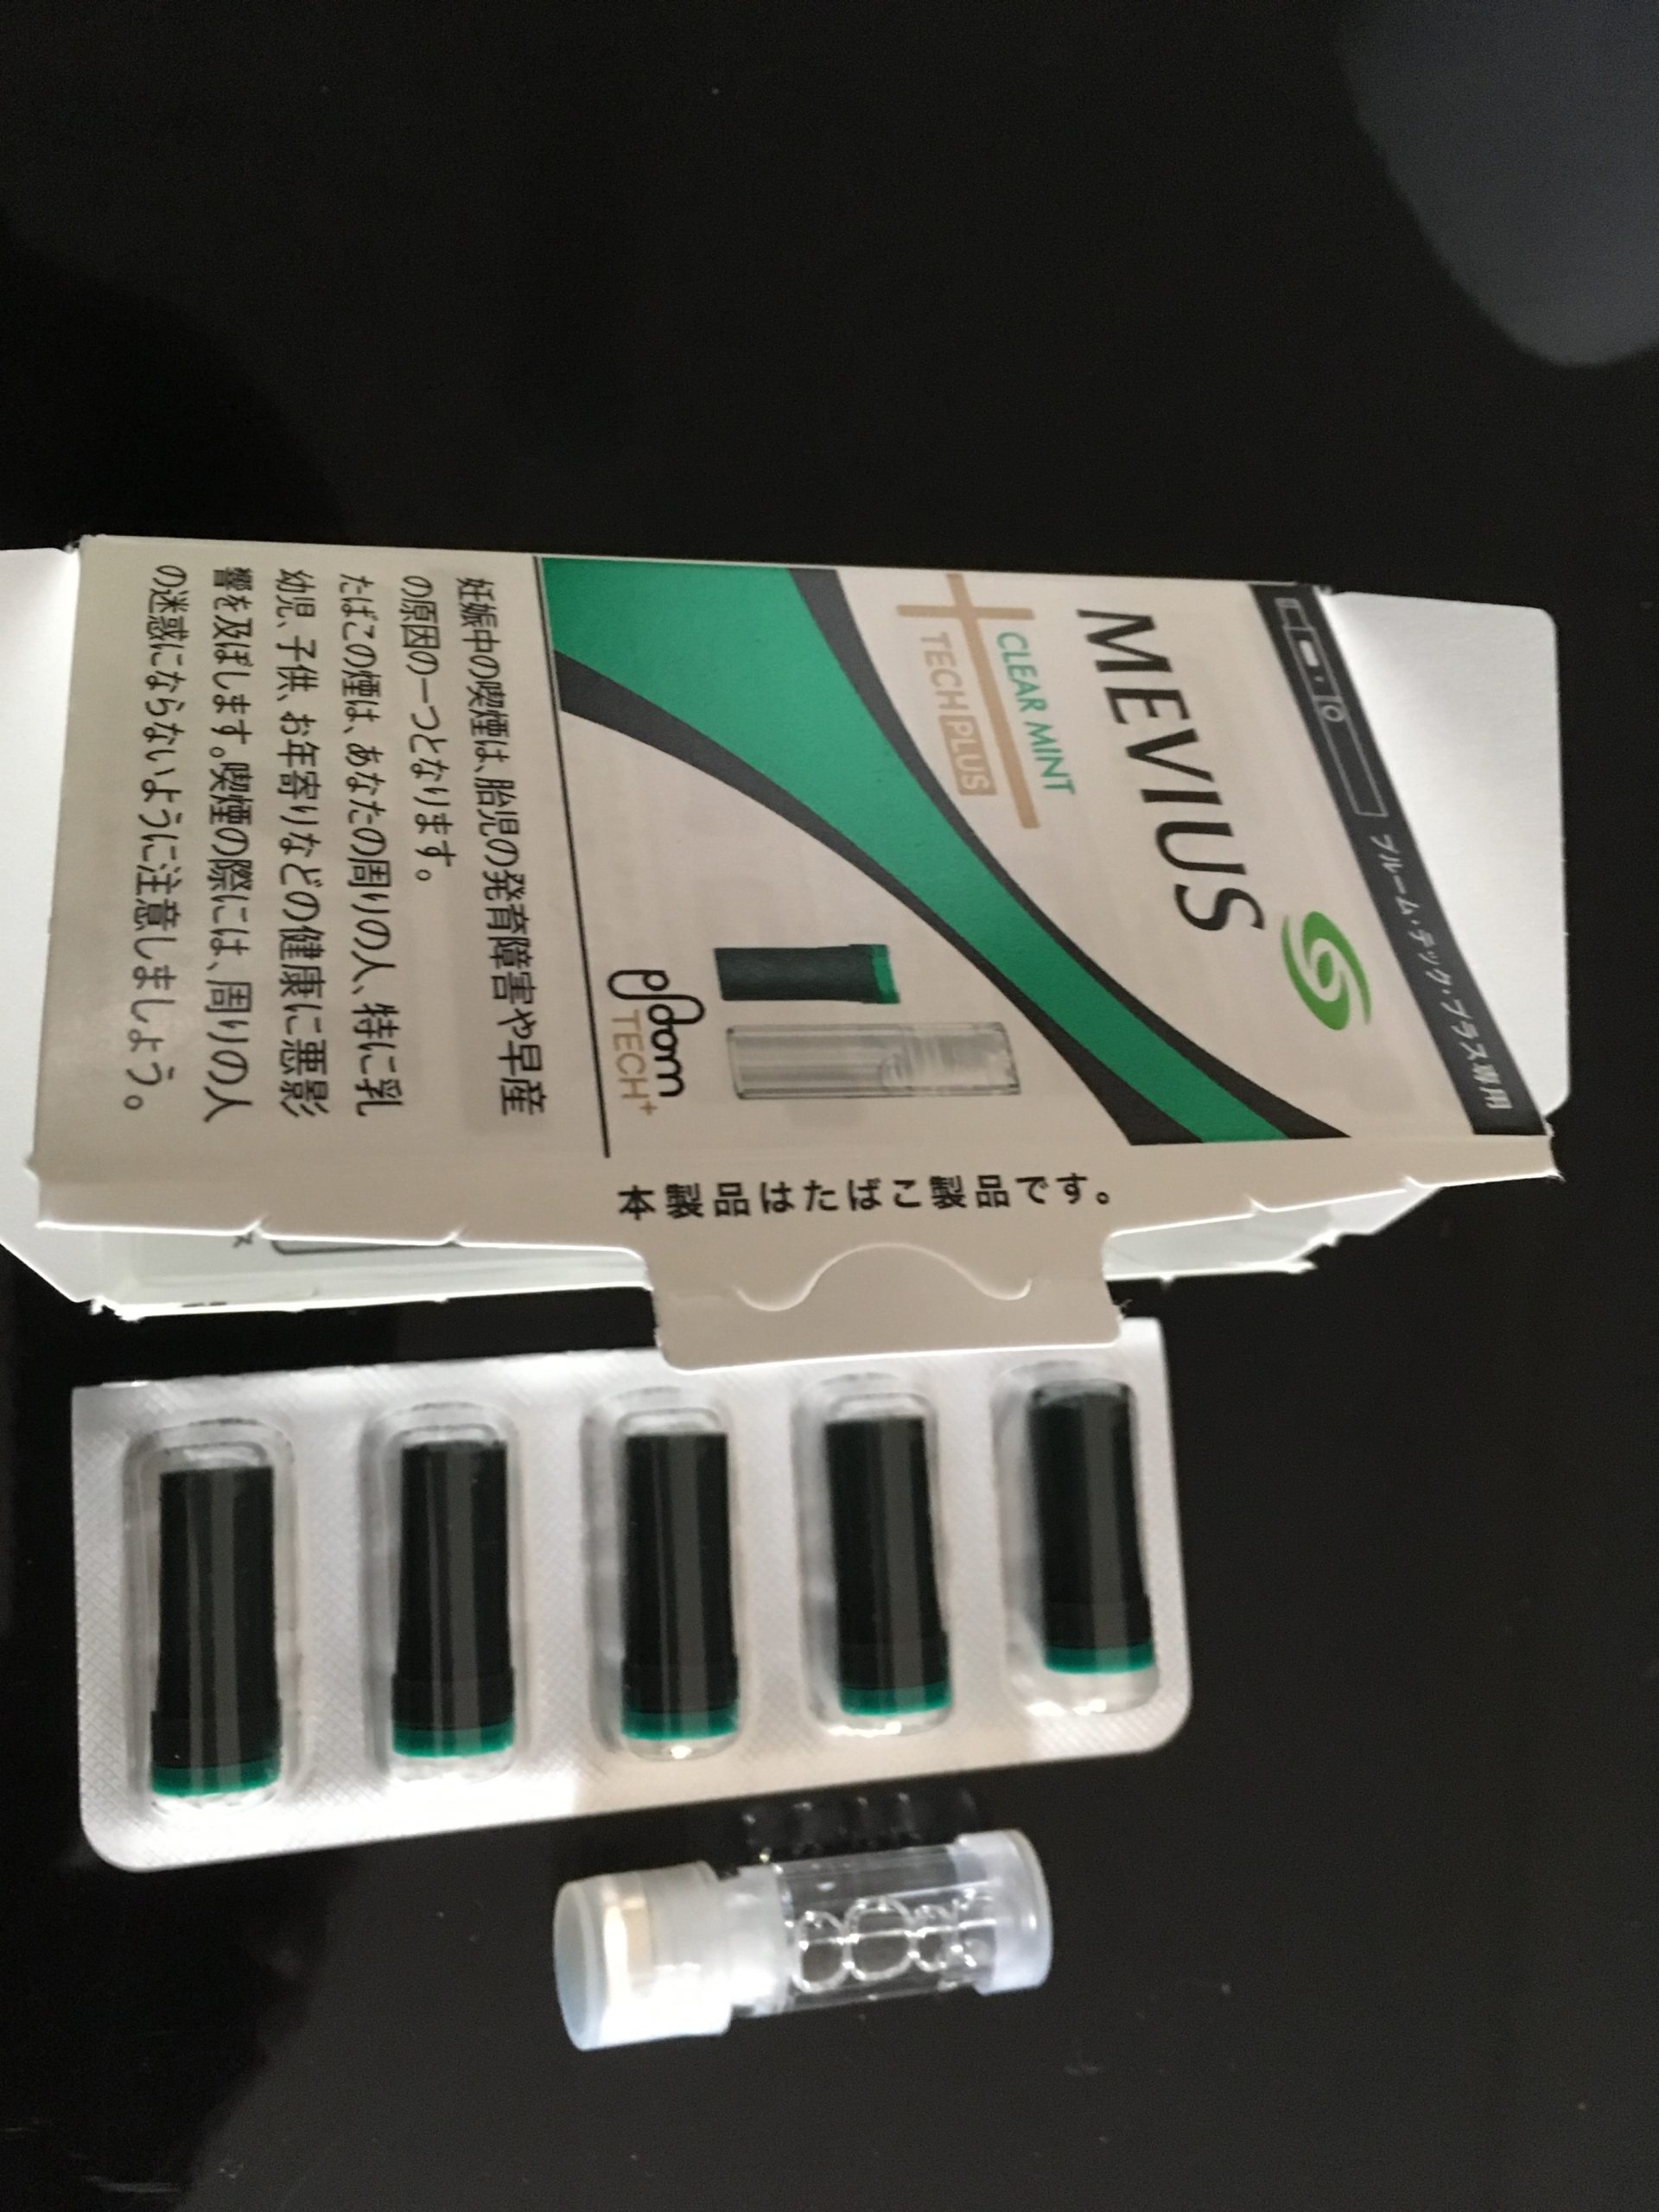 プルーム・テック・プラス専用
MEVIUS
CLEAR MINT
TECH PLUS
ploom
TECH+
妊娠中の喫煙は、胎児の発育障害や早産
の原因の一つとなります。
たばこの煙は、あなたの周りの人、特に乳
幼児、子供、お年寄りなどの健康に悪影
響を及ぼします。喫煙の際には、周りの人
の迷惑にならないように注意しましょう。
本製品はたばこ製品です。